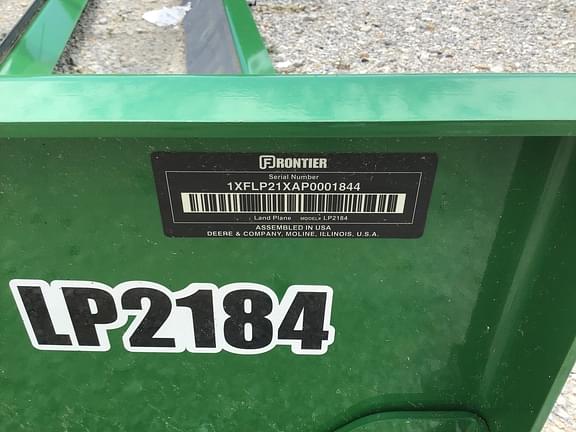 FRONTIER
Serial Number
1XFLP21XAP0001844
Land Plane MODEL# LP2184
ASSEMBLED IN USA
DEERE & COMPANY, MOLINE, ILLINOIS, U.S.A.
LP2184